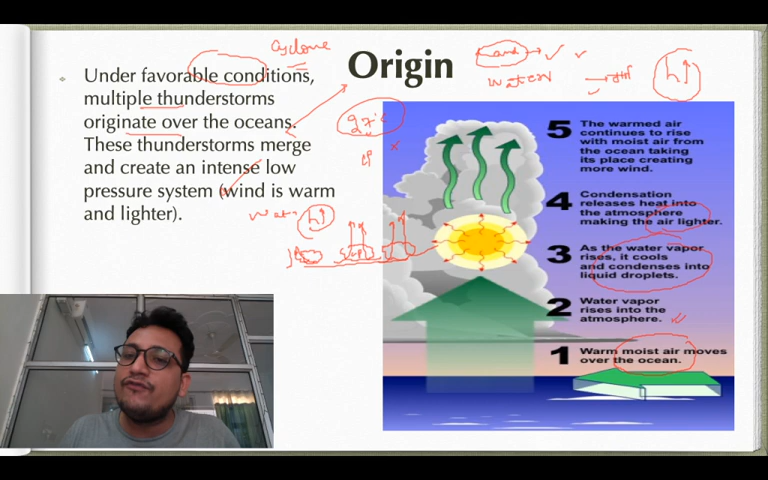 Origin
Under favorable conditions,
multiple thunderstorms
originate over the oceans.
These thunderstorms merge
and create an intense low
pressure system (wind is warm
and lighter).
Cyclone
Land
Water
27°C
LP
Wate
h↑
h↑
5 The warmed air
continues to rise
with moist air from
the ocean taking
its place creating
more wind.
4 Condensation
releases heat into
the atmosphere
making the air lighter.
3 As the water vapor
rises, it cools
and condenses into
liquid droplets.
2 Water vapor
rises into the
atmosphere.
1 Warm moist air moves
over the ocean.